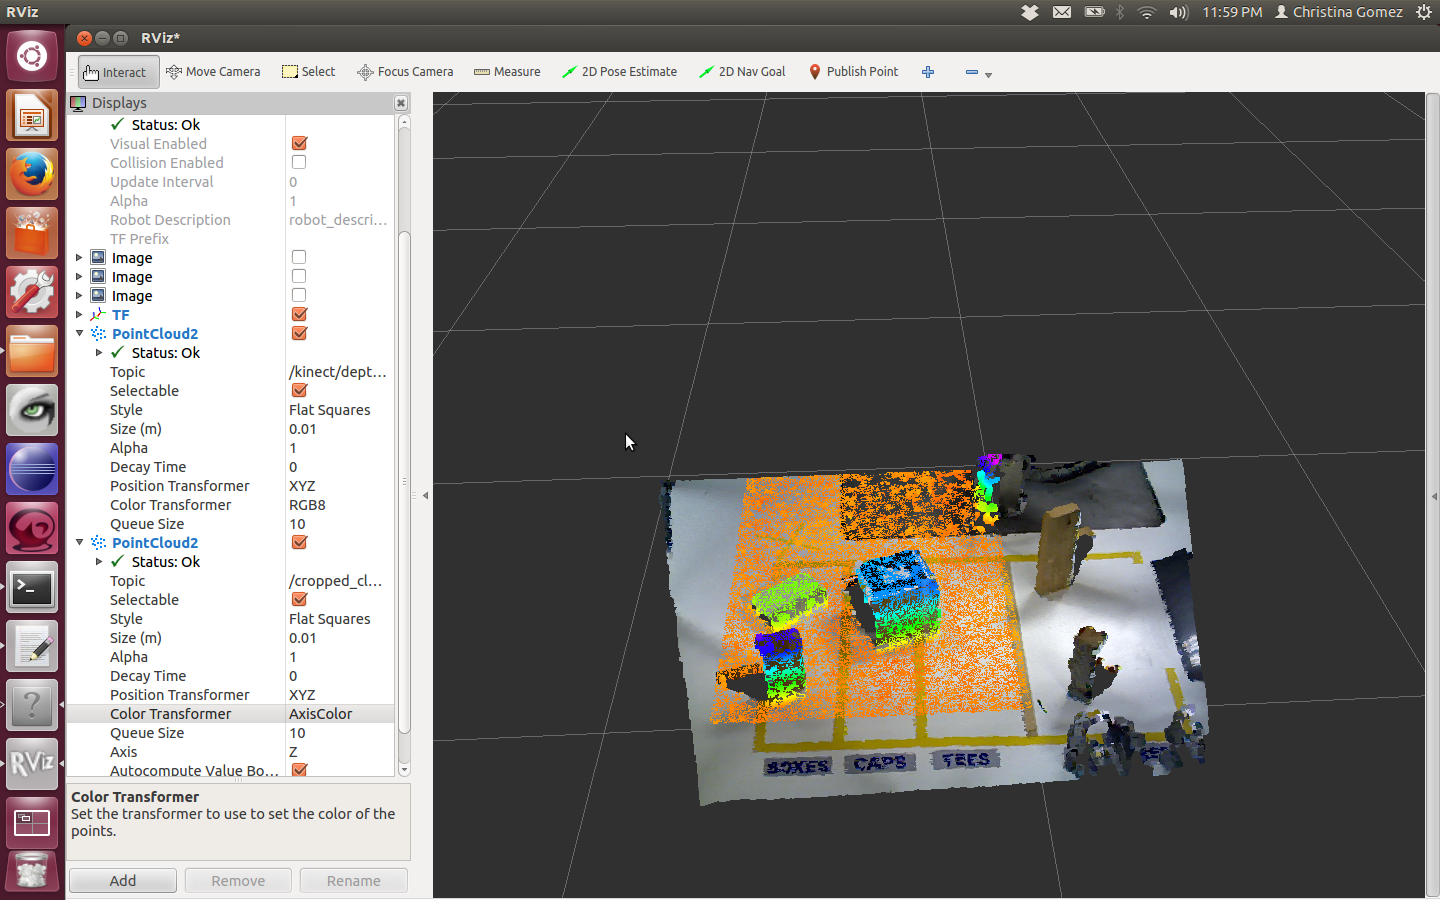 RViz
11:59 PM
Christina Gomez
RViz*
Interact
Move Camera
Select
Focus Camera
Measure
2D Pose Estimate
2D Nav Goal
Publish Point
Displays
Status: Ok
Visual Enabled
Collision Enabled
Update Interval 0
Alpha 1
Robot Description robot_descri...
TF Prefix
Image
Image
Image
TF
PointCloud2
Status: Ok
Topic /kinect/dept...
Selectable
Style Flat Squares
Size (m) 0.01
Alpha 1
Decay Time 0
Position Transformer XYZ
Color Transformer RGB8
Queue Size 10
PointCloud2
Status: Ok
Topic /cropped_cl...
Selectable
Style Flat Squares
Size (m) 0.01
Alpha 1
Decay Time 0
Position Transformer XYZ
Color Transformer AxisColor
Queue Size 10
Axis Z
Autocompute Value Bo...
Color Transformer
Set the transformer to use to set the color of the
points.
Add
Remove
Rename
BOXES
CAPS
TEES
RViz